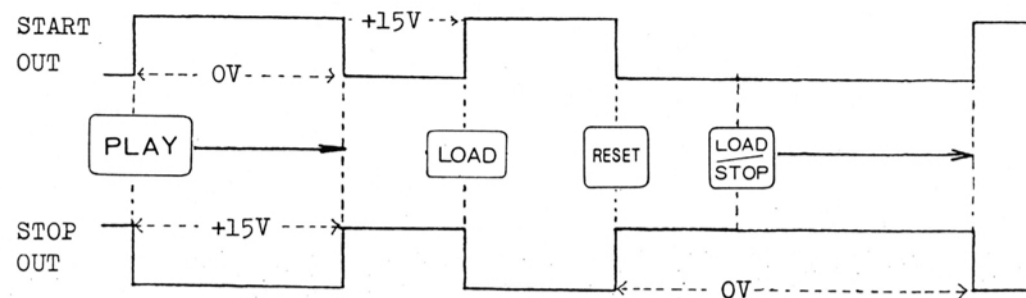 START
OUT
+15V
0V
PLAY
LOAD
RESET
LOAD
STOP
STOP
OUT
+15V
0V